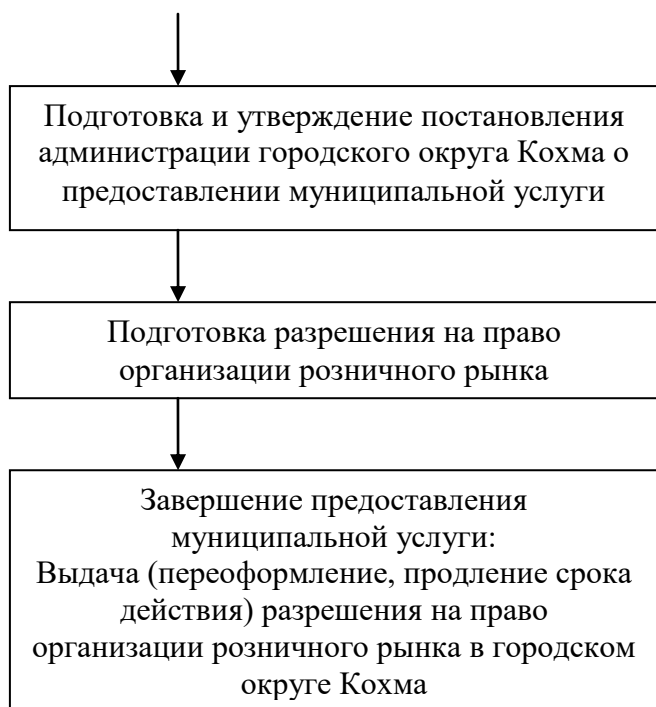 Подготовка и утверждение постановления
администрации городского округа Кохма о
предоставлении муниципальной услуги
Подготовка разрешения на право
организации розничного рынка
Завершение предоставления
муниципальной услуги:
Выдача (переоформление, продление срока
действия) разрешения на право
организации розничного рынка в городском
округе Кохма